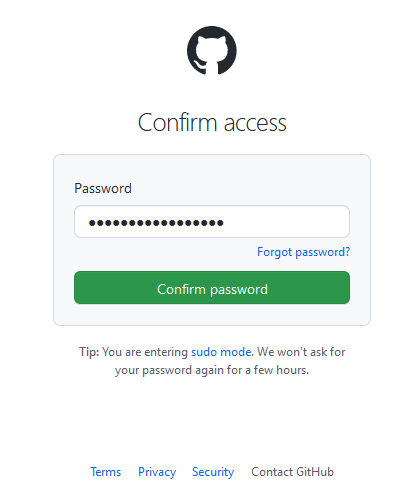 Confirm access
Password
•••••••••••••••••
Forgot password?
Confirm password
Tip: You are entering sudo mode. We won't ask for
your password again for a few hours.
Terms Privacy Security Contact GitHub